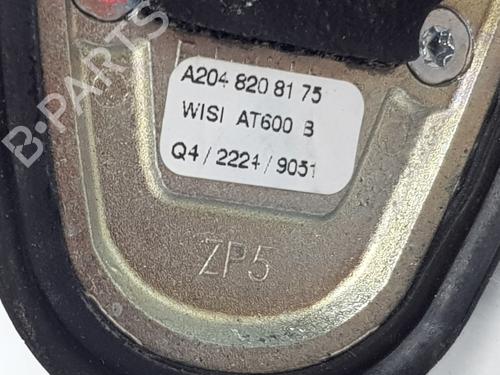 A204 820 81 75
WISI AT600 B
Q4 / 2224 / 9051
ZP5
B-PARTS